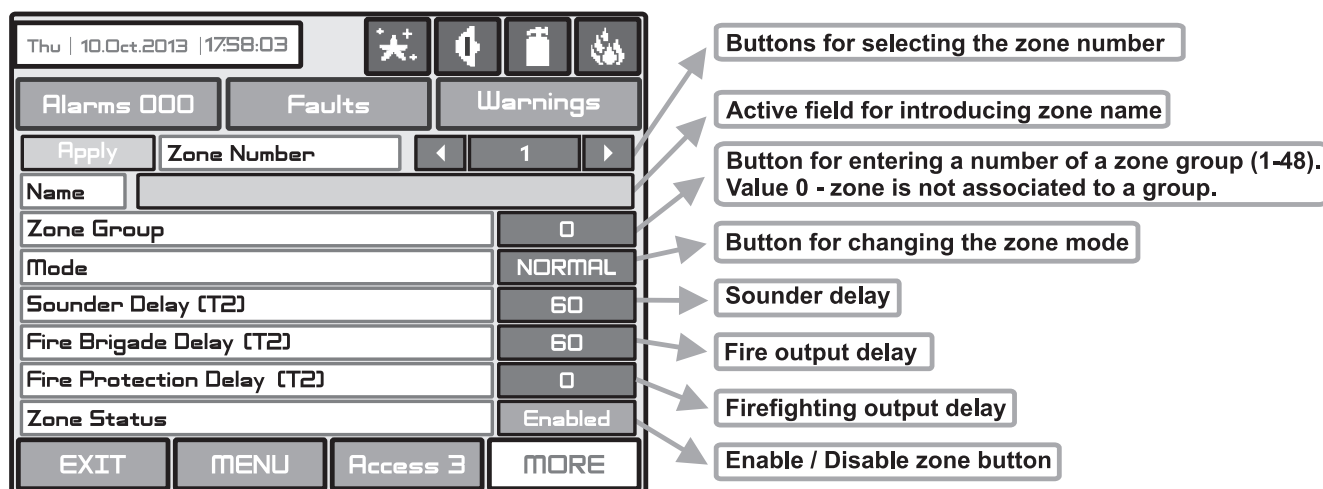 Thu | 10.Oct.2013 |17:58:03
Alarms 000
Faults
Warnings
Apply
Zone Number
1
Name
Zone Group
0
Mode
NORMAL
Sounder Delay (T2)
60
Fire Brigade Delay (T2)
60
Fire Protection Delay (T2)
0
Zone Status
Enabled
EXIT
MENU
Access 3
MORE
Buttons for selecting the zone number
Active field for introducing zone name
Button for entering a number of a zone group (1-48).
Value 0 - zone is not associated to a group.
Button for changing the zone mode
Sounder delay
Fire output delay
Firefighting output delay
Enable / Disable zone button